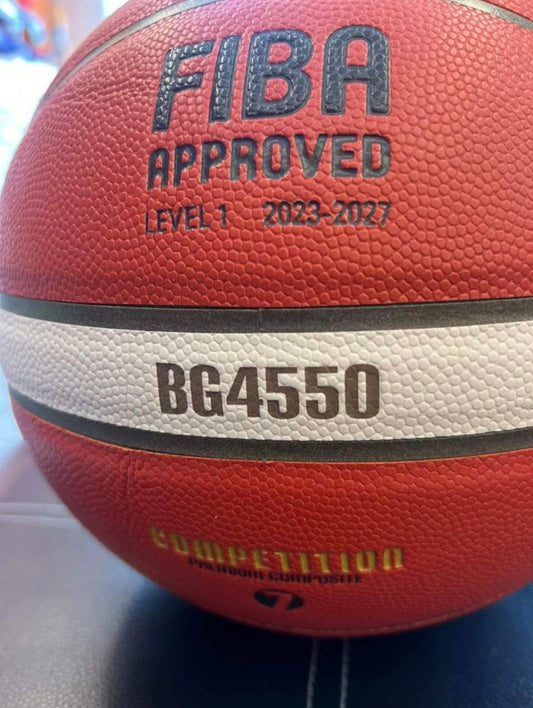 FIBA
APPROVED
LEVEL 1 2023-2027
BG4550
COMPETITION
PREMIUM COMPOSITE
7